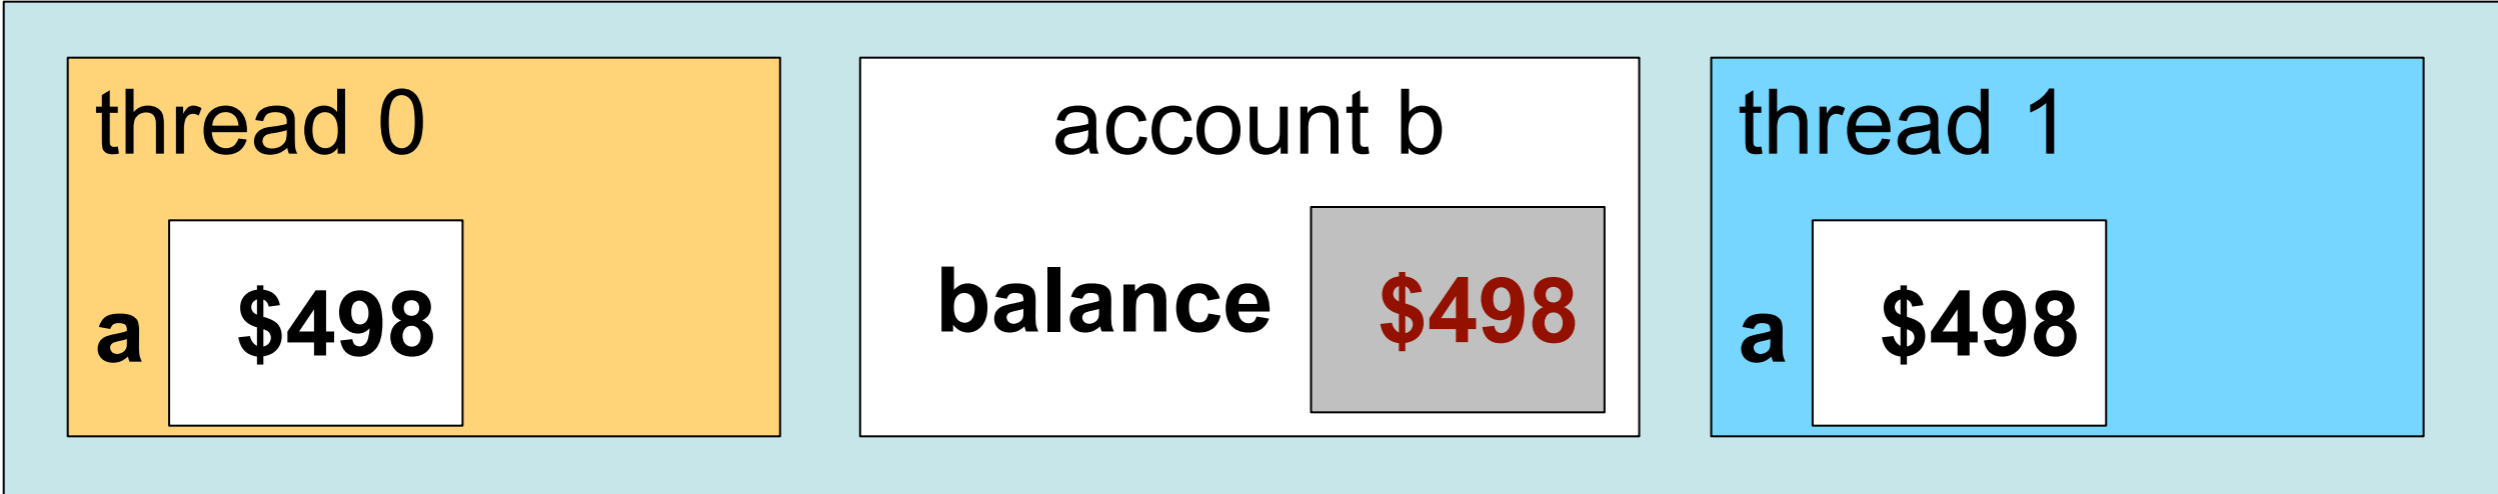 thread 0
a $498
account b
balance $498
thread 1
a $498